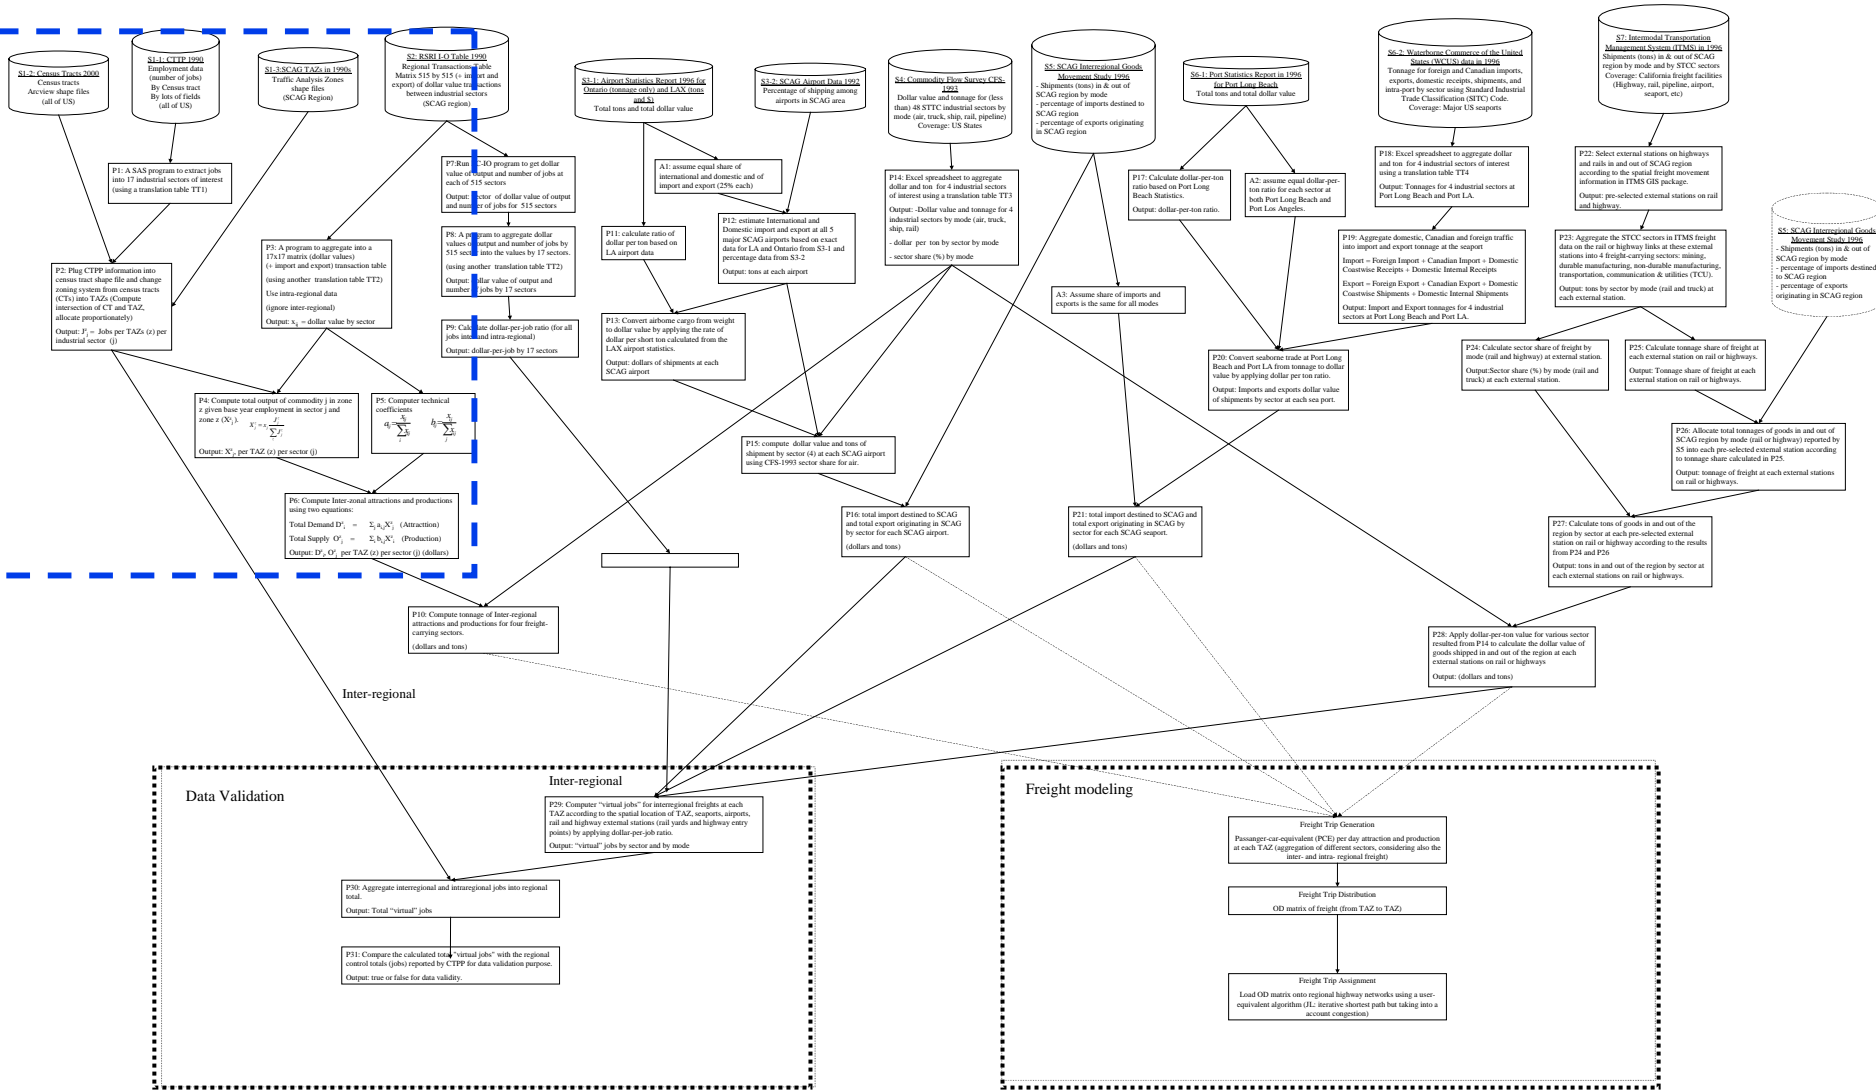 S1-2: Census Tracts 2000
Census tracts
Arcview shape files
(all of US)
S1-1: CTTP 1990
Employment data
(number of jobs)
By Census tract
By lots of fields
(all of US)
S1-3:SCAG TAZs in 1990s
Traffic Analysis Zones
shape files
(SCAG Region)
S2: RSRI I-O Table 1990
Regional Transactions Table
Matrix 515 by 515 (+ import and
export) of dollar value transactions
between industrial sectors
(SCAG region)
S3-1: Airport Statistics Report 1996 for
Ontario (tonnage only) and LAX (tons
and $)
Total tons and total dollar value
S3-2: SCAG Airport Data 1992
Percentage of shipping among
airports in SCAG area
S4: Commodity Flow Survey CFS-
1993
Dollar value and tonnage for (less
than) 48 STTC industrial sectors by
mode (air, truck, ship, rail, pipeline)
Coverage: US States
S5: SCAG Interregional Goods
Movement Study 1996
- Shipments (tons) in & out of
SCAG region by mode
- percentage of imports destined to
SCAG region
- percentage of exports originating
in SCAG region
S6-1: Port Statistics Report in 1996
for Port Long Beach
Total tons and total dollar value
S6-2: Waterborne Commerce of the United
States (WCUS) data in 1996
Tonnage for foreign and Canadian imports,
exports, domestic receipts, shipments, and
intra-port by sector using Standard Industrial
Trade Classification (SITC) Code.
Coverage: Major US seaports
S7: Intermodal Transportation
Management System (ITMS) in 1996
Shipments (tons) in & out of SCAG
region by mode and by STCC sectors
Coverage: California freight facilities
(Highway, rail, pipeline, airport,
seaport, etc)
S5: SCAG Interregional Goods
Movement Study 1996
- Shipments (tons) in & out of
SCAG region by mode
- percentage of imports destined
to SCAG region
- percentage of exports
originating in SCAG region
P1: A SAS program to extract jobs
into 17 industrial sectors of interest
(using a translation table TT1)
P2: Plug CTPP information into
census tract shape file and change
zoning system from census tracts
(CTs) into TAZs (Compute
intersection of CT and TAZ,
allocate proportionately)
Output: Jzj = Jobs per TAZs (z) per
industrial sector (j)
P3: A program to aggregate into a
17x17 matrix (dollar values)
(+ import and export) transaction table
(using another translation table TT2)
Use intra-regional data
(ignore inter-regional)
Output: xij = dollar value by sector
P7:Run SC-IO program to get dollar
value of output and number of jobs at
each of 515 sectors
Output: vector of dollar value of output
and number of jobs for 515 sectors
P8: A program to aggregate dollar
values of output and number of jobs by
515 sector into the values by 17 sectors.
(using another translation table TT2)
Output: dollar value of output and
number of jobs by 17 sectors
P9: Calculate dollar-per-job ratio (for all
jobs inter and intra-regional)
Output: dollar-per-job by 17 sectors
P4: Compute total output of commodity j in zone
z given base year employment in sector j and
zone z (Xzj).
Output: Xzj, per TAZ (z) per sector (j)
P5: Computer technical
coefficients
P6: Compute Inter-zonal attractions and productions
using two equations:
Total Demand Dzi = Σj aijXzj (Attraction)
Total Supply Ozj = Σi bijXzi (Production)
Output: Dzi, Ozj per TAZ (z) per sector (j) (dollars)
P10: Compute tonnage of Inter-regional
attractions and productions for four freight-
carrying sectors.
(dollars and tons)
A1: assume equal share of
international and domestic and of
import and export (25% each)
P11: calculate ratio of
dollar per ton based on
LA airport data
P12: estimate International and
Domestic import and export at all 5
major SCAG airports based on exact
data for LA and Ontario from S3-1 and
percentage data from S3-2
Output: tons at each airport
P13: Convert airborne cargo from weight
to dollar value by applying the rate of
dollar per short ton calculated from the
LAX airport statistics.
Output: dollars of shipments at each
SCAG airport
P14: Excel spreadsheet to aggregate
dollar and ton for 4 industrial sectors
of interest using a translation table TT3
Output: -Dollar value and tonnage for 4
industrial sectors by mode (air, truck,
ship, rail)
- dollar per ton by sector by mode
- sector share (%) by mode
P15: compute dollar value and tons of
shipment by sector (4) at each SCAG airport
using CFS-1993 sector share for air.
P16: total import destined to SCAG
and total export originating in SCAG
by sector for each SCAG airport.
(dollars and tons)
A3: Assume share of imports and
exports is the same for all modes
P17: Calculate dollar-per-ton
ratio based on Port Long
Beach Statistics.
Output: dollar-per-ton ratio.
A2: assume equal dollar-per-
ton ratio for each sector at
both Port Long Beach and
Port Los Angeles.
P18: Excel spreadsheet to aggregate dollar
and ton for 4 industrial sectors of interest
using a translation table TT4
Output: Tonnages for 4 industrial sectors at
Port Long Beach and Port LA.
P19: Aggregate domestic, Canadian and foreign traffic
into import and export tonnage at the seaport
Import = Foreign Import + Canadian Import + Domestic
Coastwise Receipts + Domestic Internal Receipts
Export = Foreign Export + Canadian Export + Domestic
Coastwise Shipments + Domestic Internal Shipments
Output: Import and Export tonnages for 4 industrial
sectors at Port Long Beach and Port LA.
P20: Convert seaborne trade at Port Long
Beach and Port LA from tonnage to dollar
value by applying dollar per ton ratio.
Output: Imports and exports dollar value
of shipments by sector at each sea port.
P21: total import destined to SCAG and
total export originating in SCAG by
sector for each SCAG seaport.
(dollars and tons)
P22: Select external stations on highways
and rails in and out of SCAG region
according to the spatial freight movement
information in ITMS GIS package.
Output: pre-selected external stations on rail
and highway.
P23: Aggregate the STCC sectors in ITMS freight
data on the rail or highway links at these external
stations into 4 freight-carrying sectors: mining,
durable manufacturing, non-durable manufacturing,
transportation, communication & utilities (TCU).
Output: tons by sector by mode (rail and truck) at
each external station.
P24: Calculate sector share of freight by
mode (rail and highway) at external station.
Output:Sector share (%) by mode (rail and
truck) at each external station.
P25: Calculate tonnage share of freight at
each external station on rail or highways.
Output: Tonnage share of freight at each
external station on rail or highways.
P26: Allocate total tonnages of goods in and out of
SCAG region by mode (rail or highway) reported by
S5 into each pre-selected external station according
to tonnage share calculated in P25.
Output: tonnage of freight at each external stations
on rail or highways.
P27: Calculate tons of goods in and out of the
region by sector at each pre-selected external
station on rail or highway according to the results
from P24 and P26
Output: tons in and out of the region by sector at
each external stations on rail or highways.
P28: Apply dollar-per-ton value for various sector
resulted from P14 to calculate the dollar value of
goods shipped in and out of the region at each
external stations on rail or highways
Output: (dollars and tons)
Inter-regional
Data Validation
Inter-regional
P29: Computer “virtual jobs” for interregional freights at each
TAZ according to the spatial location of TAZ, seaports, airports,
rail and highway external stations (rail yards and highway entry
points) by applying dollar-per-job ratio.
Output: “virtual” jobs by sector and by mode
P30: Aggregate interregional and intraregional jobs into regional
total.
Output: Total “virtual” jobs
P31: Compare the calculated total "virtual jobs" with the regional
control totals (jobs) reported by CTPP for data validation purpose.
Output: true or false for data validity.
Freight modeling
Freight Trip Generation
Passanger-car-equivalent (PCE) per day attraction and production
at each TAZ (aggregation of different sectors, considering also the
inter- and intra- regional freight)
Freight Trip Distribution
OD matrix of freight (from TAZ to TAZ)
Freight Trip Assignment
Load OD matrix onto regional highway networks using a user-
equivalent algorithm (JL: iterative shortest path but taking into a
account congestion)